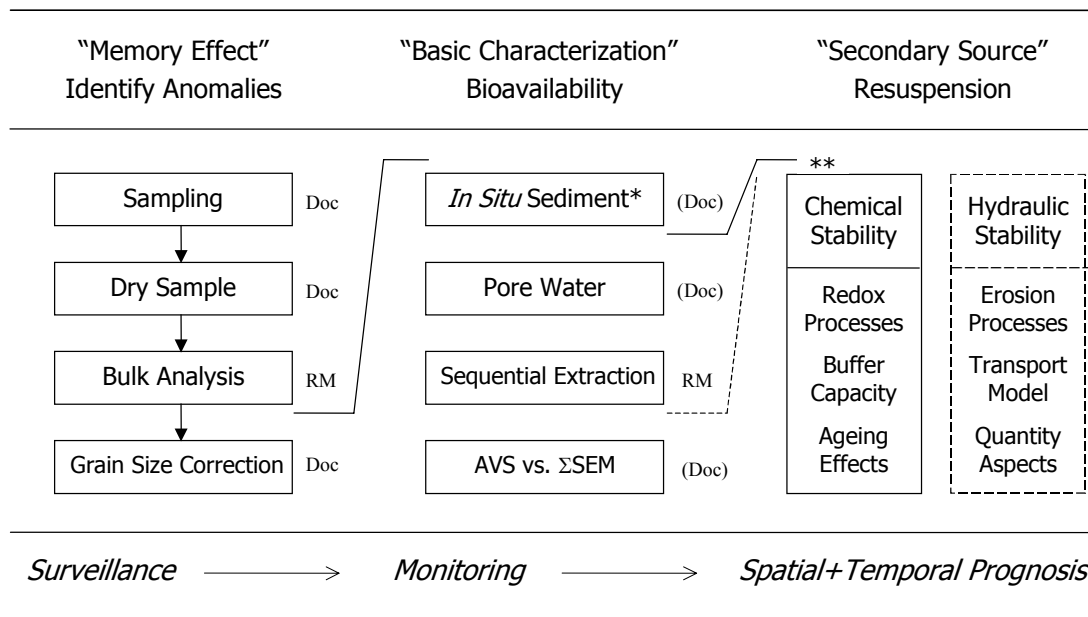 “Memory Effect”
Identify Anomalies
“Basic Characterization”
Bioavailability
“Secondary Source”
Resuspension
Sampling
Doc
Dry Sample
Doc
Bulk Analysis
RM
Grain Size Correction
Doc
In Situ Sediment*
(Doc)
Pore Water
(Doc)
Sequential Extraction
RM
AVS vs. ΣSEM
(Doc)
**
Chemical
Stability
Redox
Processes
Buffer
Capacity
Ageing
Effects
Hydraulic
Stability
Erosion
Processes
Transport
Model
Quantity
Aspects
Surveillance
Monitoring
Spatial+Temporal Prognosis